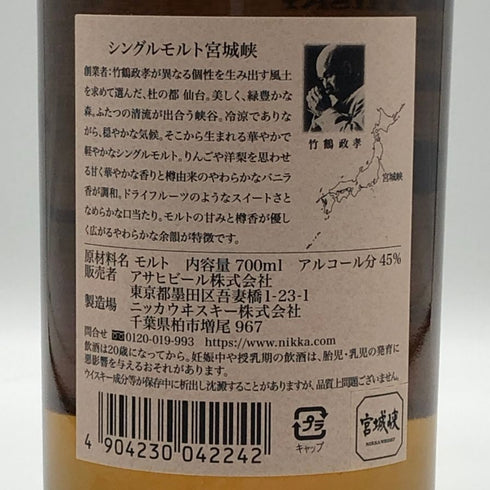 シングルモルト宮城峡
創業者:竹鶴政孝が異なる個性を生み出す風土
を求めて選んだ、杜の都 仙台。美しく、緑豊かな
森。ふたつの清流が出合う峡谷。冷涼でありな
がら、穏やかな気候。そこから生まれる華やかで
軽やかなシングルモルト。りんごや洋梨を思わせ
る甘く華やかな香りと樽由来のやわらかなバニラ
香が調和。ドライフルーツのようなスイートさと
なめらかな口当たり。モルトの甘みと樽香が優し
く広がるやわらかな余韻が特徴です。
竹鶴政孝
宮城峡
原材料名 モルト 内容量 700ml アルコール分 45%
販売者 アサヒビール株式会社
東京都墨田区吾妻橋1-23-1
製造場 ニッカウヰスキー株式会社
千葉県柏市増尾 967
問合せ 0120-019-993 https://www.nikka.com
飲酒は20歳になってから。妊娠中や授乳期の飲酒は、胎児・乳児の発育に
悪影響を与えるおそれがあります。
ウイスキー成分等が保存中に析出し沈澱することがありますが、品質上問題ございません。
4 904230 042242
プラ
キャップ
宮城峡
NIKKA WHISKY